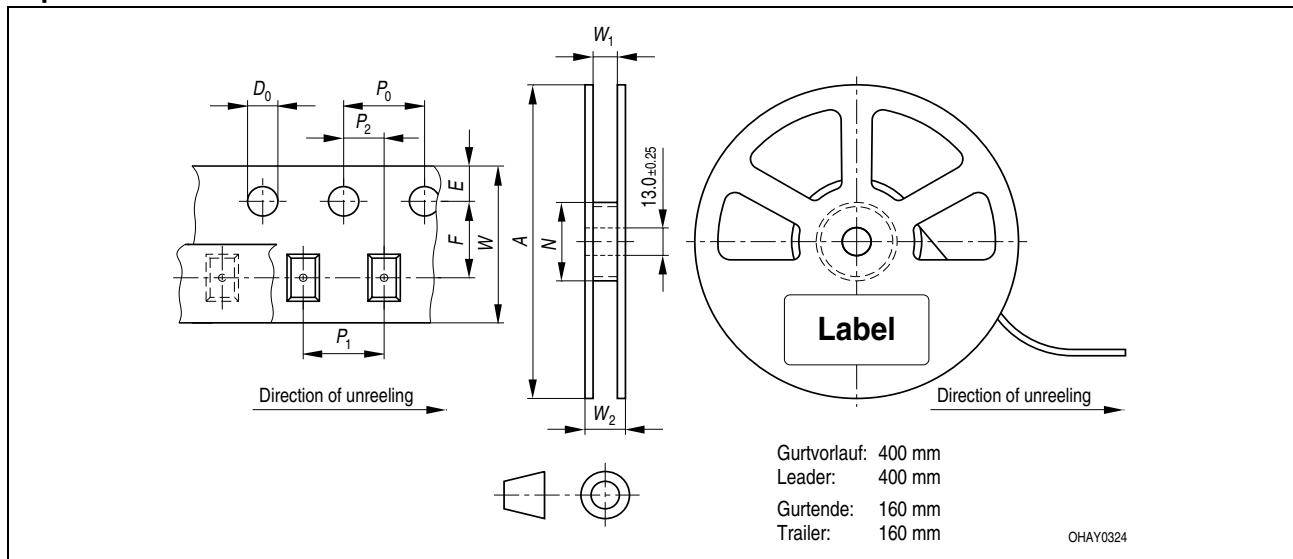 W₁
D₀
P₀
P₂
E
F
W
A
N
13.0±0.25
Label
P₁
Direction of unreeling
W₂
Direction of unreeling
Gurtvorlauf: 400 mm
Leader: 400 mm
Gurtende: 160 mm
Trailer: 160 mm
OHAY0324